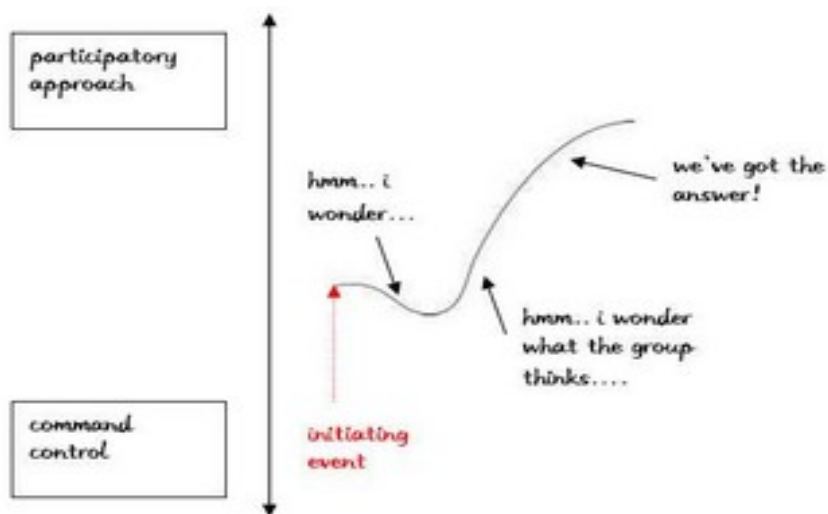 participatory
approach
hmm.. i
wonder...
we've got the
answer!
hmm.. i wonder
what the group
thinks....
command
control
initiating
event